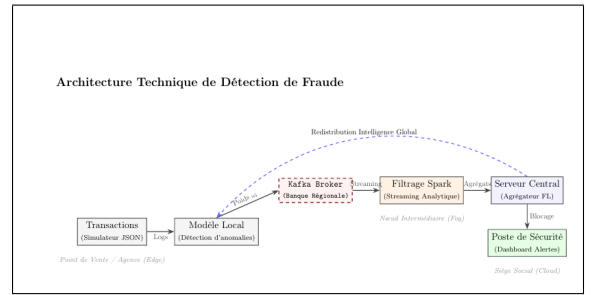 Architecture Technique de Détection de Fraude
Redistribution Intelligence Global
Kafka Broker
(Banque Régionale)
Streaming
Filtrage Spark
(Streaming Analytique)
Agrégats
Serveur Central
(Agrégateur FL)
Poids wi
Nœud Intermédiaire (Fog)
Blocage
Transactions
(Simulateur JSON)
Logs
Modèle Local
(Détection d'anomalies)
Poste de Sécurité
(Dashboard Alertes)
Point de Vente / Agence (Edge)
Siège Social (Cloud)